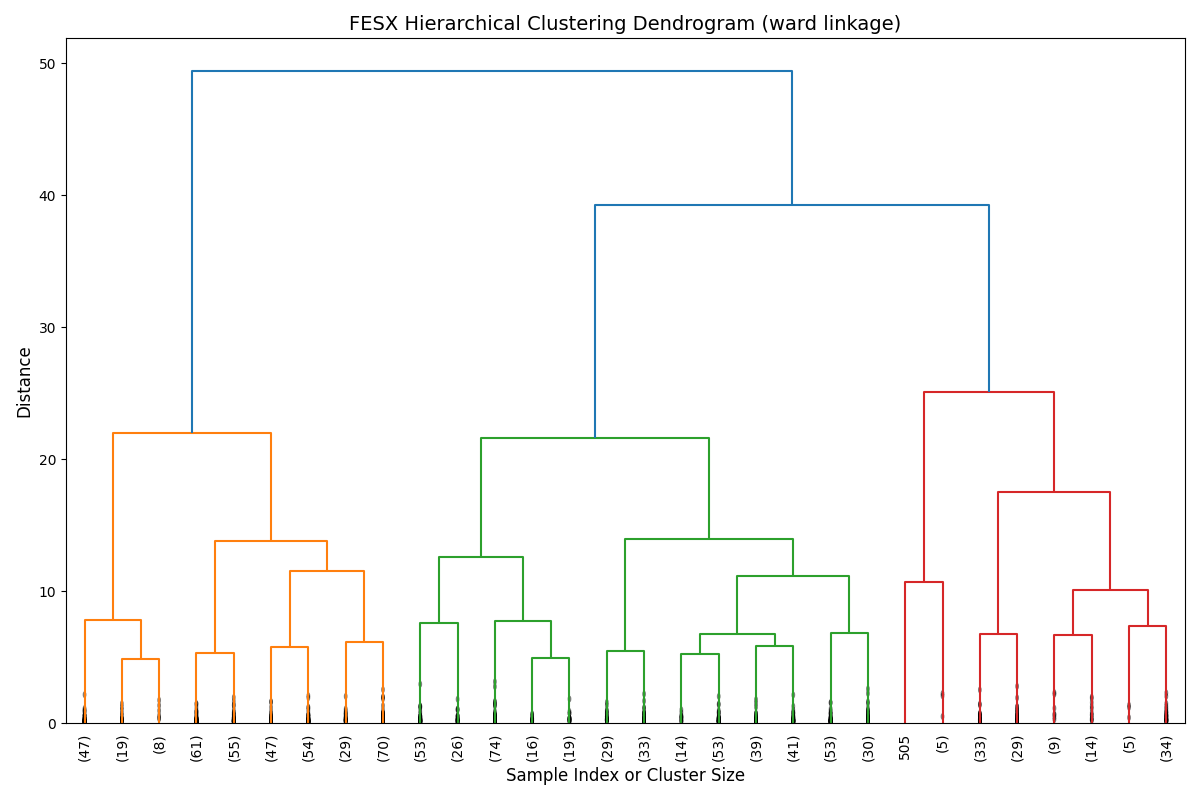 FESX Hierarchical Clustering Dendrogram (ward linkage)
50
40
30
20
10
0
Distance
(47) (19) (8) (61) (55) (47) (54) (29) (70) (53) (26) (74) (16) (19) (29) (33) (14) (53) (39) (41) (53) (30) 505 (5) (33) (29) (9) (14) (5) (34)
Sample Index or Cluster Size